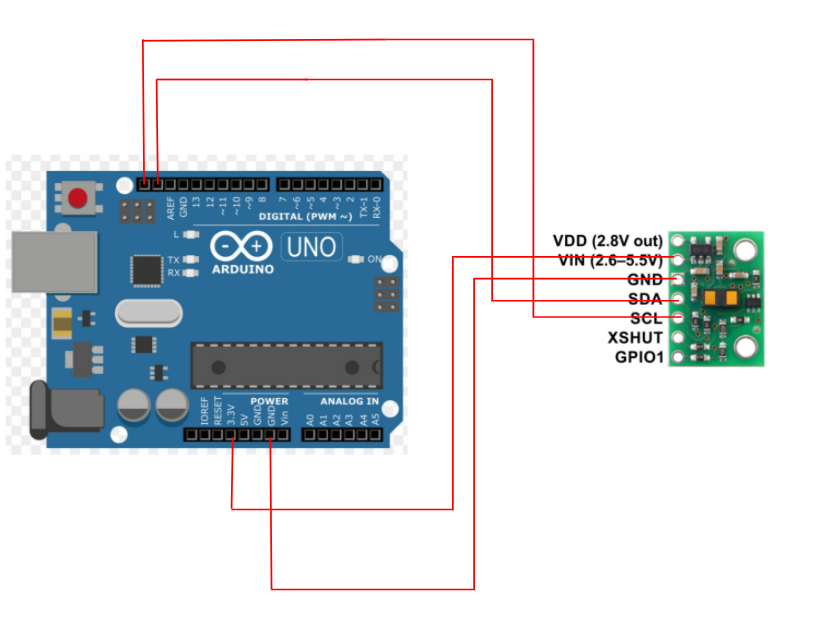 AREF
GND
13
12
~11
~10
~9
8
7
~6
~5
4
~3
2
TX-1
RX-0
DIGITAL (PWM ~)
L
TX
RX
UNO
ON
ARDUINO
VDD (2.8V out)
VIN (2.6–5.5V)
GND
SDA
SCL
XSHUT
GPIO1
POWER
ANALOG IN
IOREF
RESET
3.3V
5V
GND
GND
Vin
A0
A1
A2
A3
A4
A5